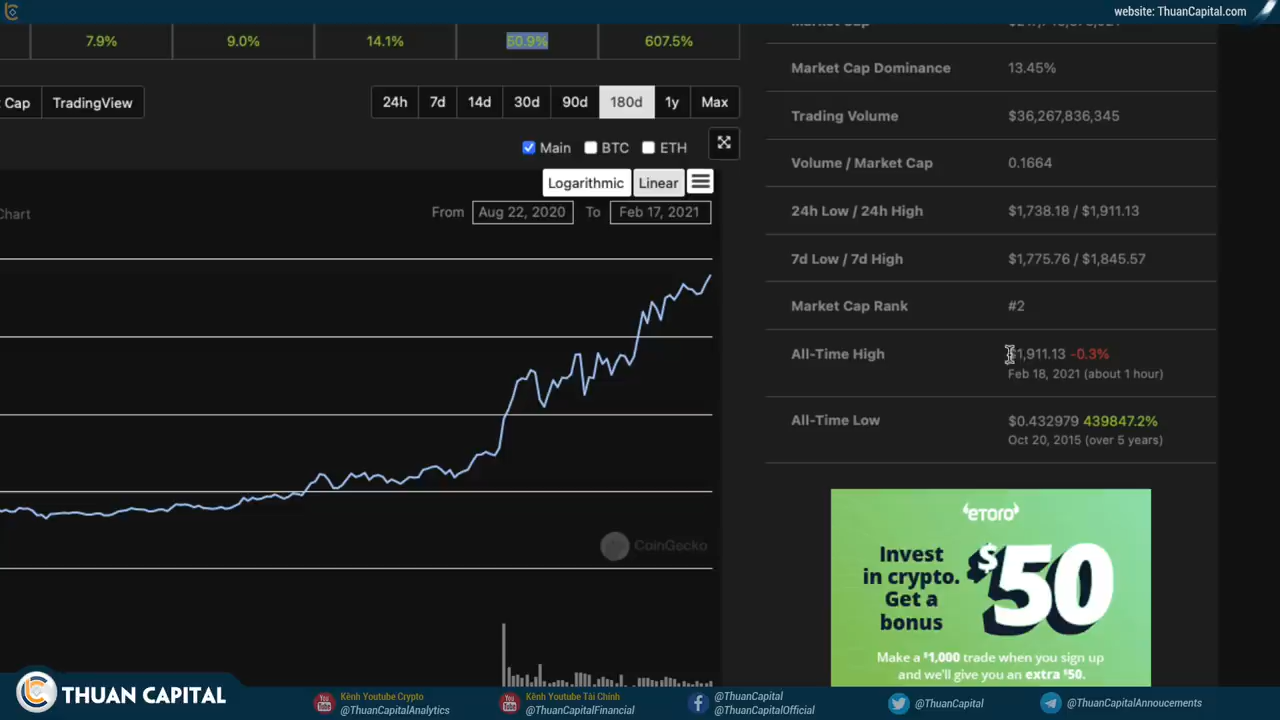 website: ThuanCapital.com
7.9% 9.0% 14.1% 50.9% 607.5%
Cap TradingView
24h 7d 14d 30d 90d 180d 1y Max
Main BTC ETH
Logarithmic Linear
Chart
From Aug 22, 2020 To Feb 17, 2021
CoinGecko
Market Cap
Market Cap Dominance 13.45%
Trading Volume $36,267,836,345
Volume / Market Cap 0.1664
24h Low / 24h High $1,738.18 / $1,911.13
7d Low / 7d High $1,775.76 / $1,845.57
Market Cap Rank #2
All-Time High $1,911.13 -0.3%
Feb 18, 2021 (about 1 hour)
All-Time Low $0.432979 439847.2%
Oct 20, 2015 (over 5 years)
eTORO
Invest
in crypto.
Get a
bonus
$50
Make a $1,000 trade when you sign up
and we'll give you an extra $50.
THUAN CAPITAL
Kênh Youtube Crypto
@ThuanCapitalAnalytics
Kênh Youtube Tài Chính
@ThuanCapitalFinancial
@ThuanCapital
@ThuanCapitalOfficial
@ThuanCapital
@ThuanCapitalAnnoucements